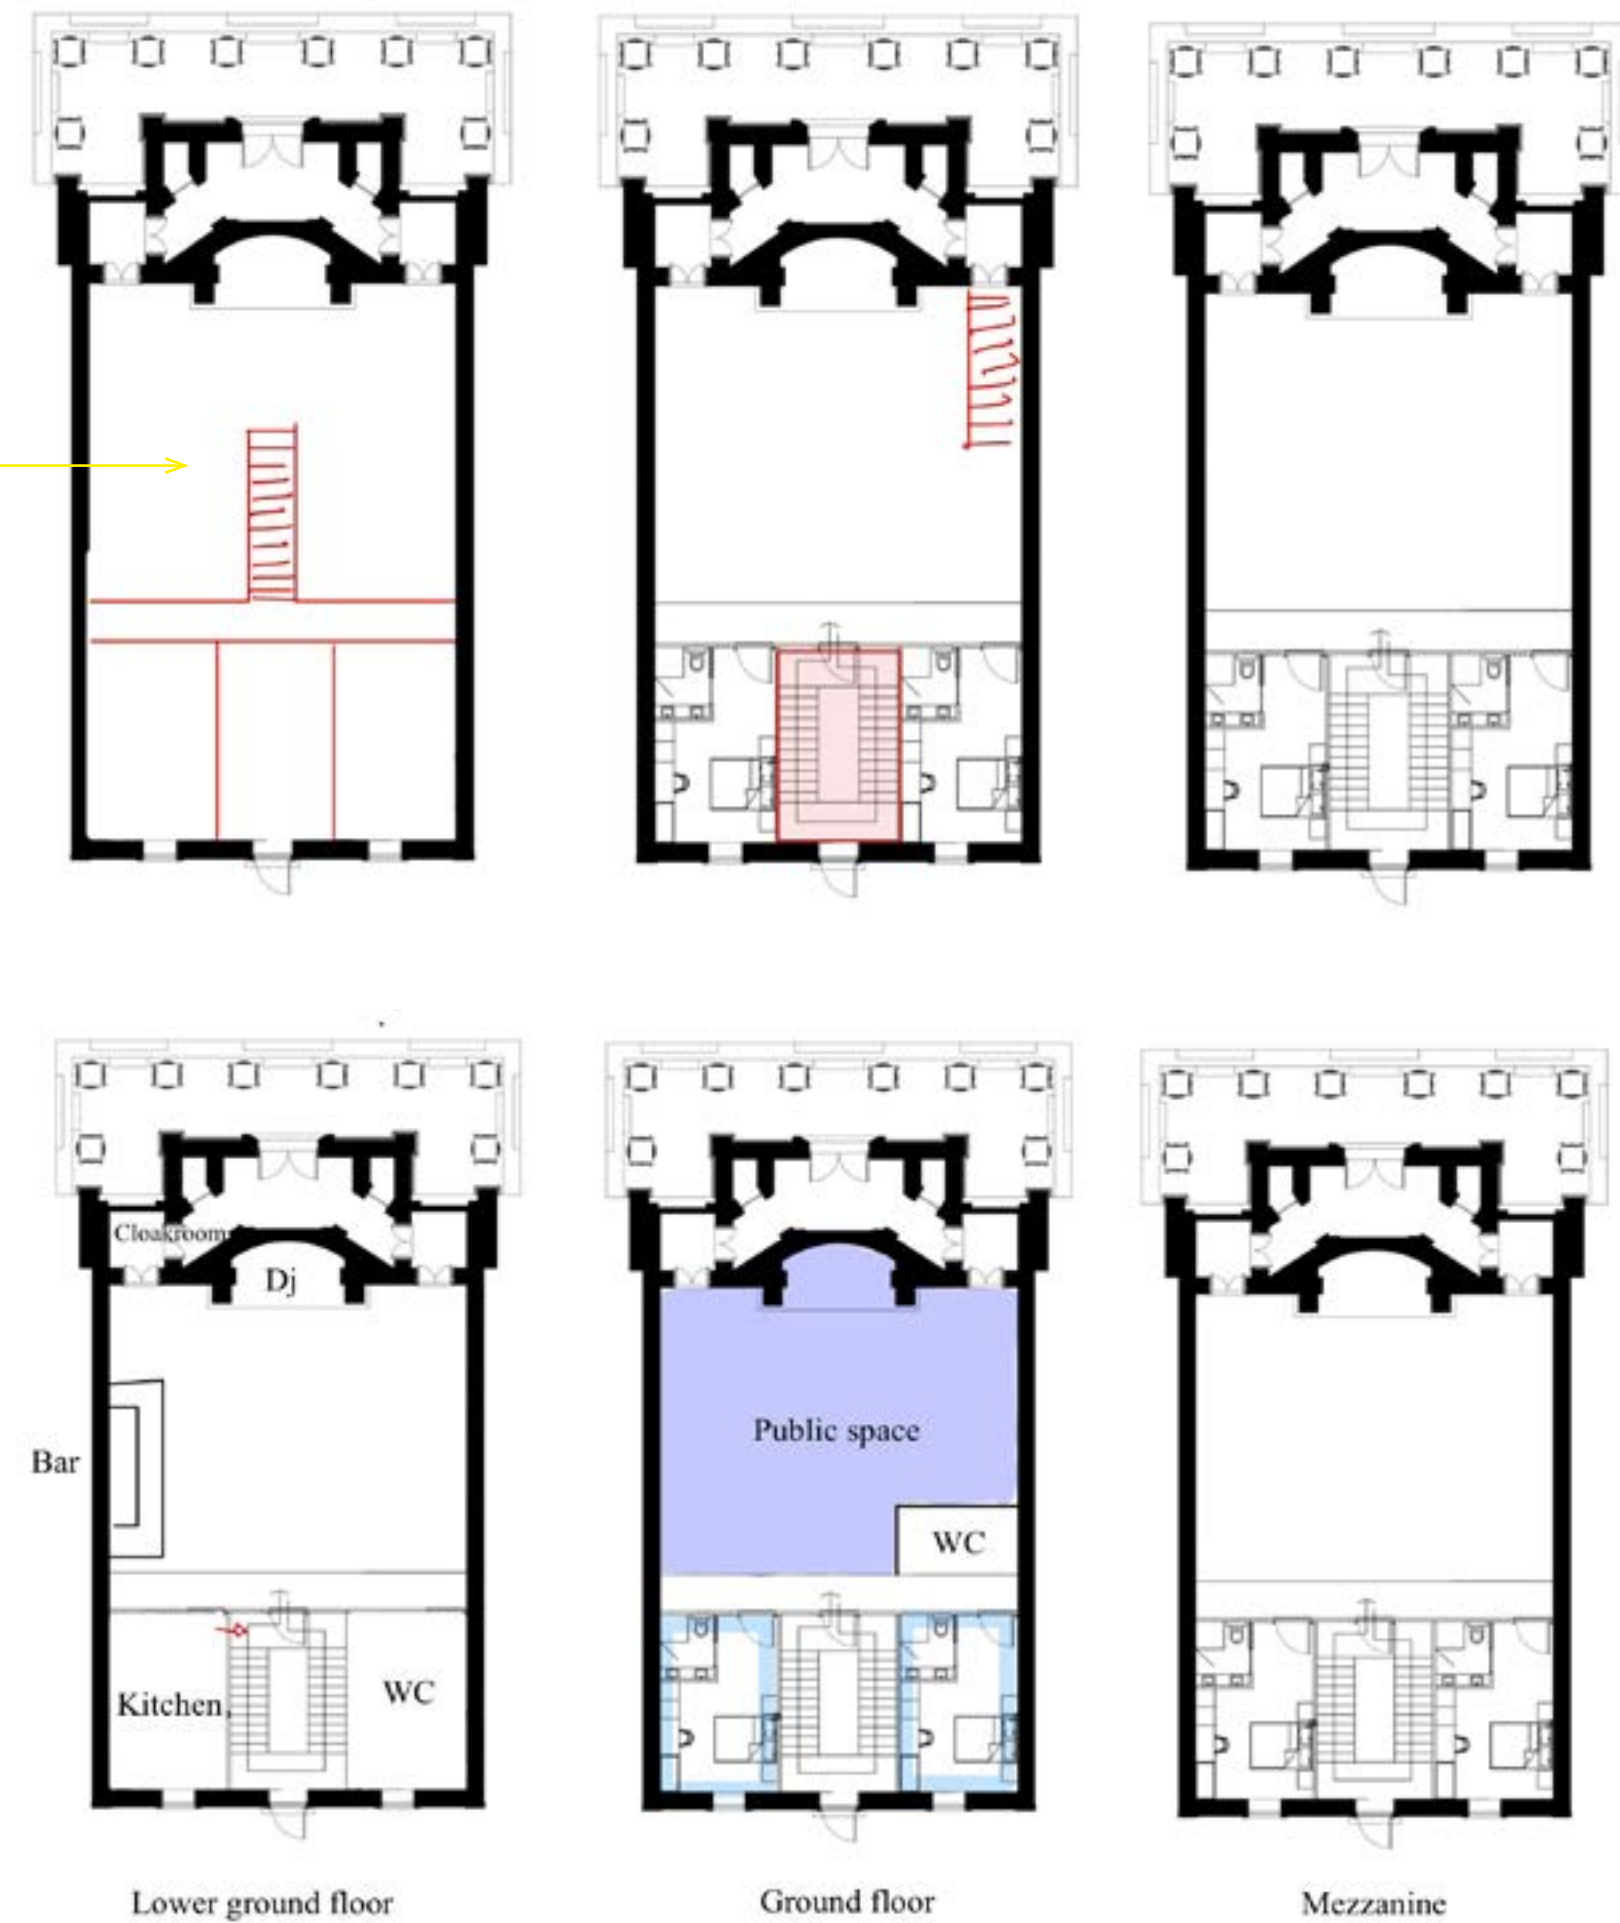 Cloakroom
Dj
Bar
Public space
WC
Kitchen
WC
Lower ground floor
Ground floor
Mezzanine